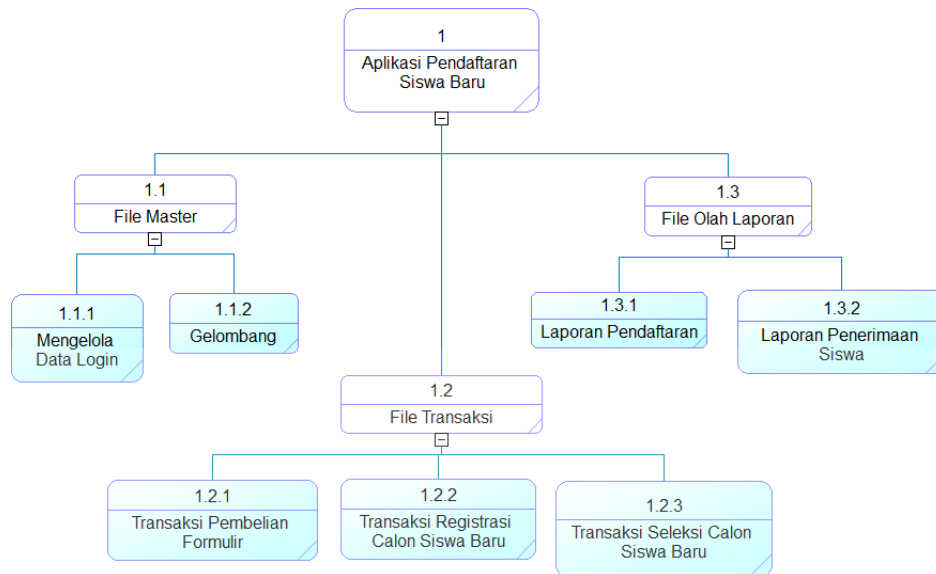 1
Aplikasi Pendaftaran
Siswa Baru
1.1
File Master
1.3
File Olah Laporan
1.1.1
Mengelola
Data Login
1.1.2
Gelombang
1.3.1
Laporan Pendaftaran
1.3.2
Laporan Penerimaan
Siswa
1.2
File Transaksi
1.2.1
Transaksi Pembelian
Formulir
1.2.2
Transaksi Registrasi
Calon Siswa Baru
1.2.3
Transaksi Seleksi Calon
Siswa Baru